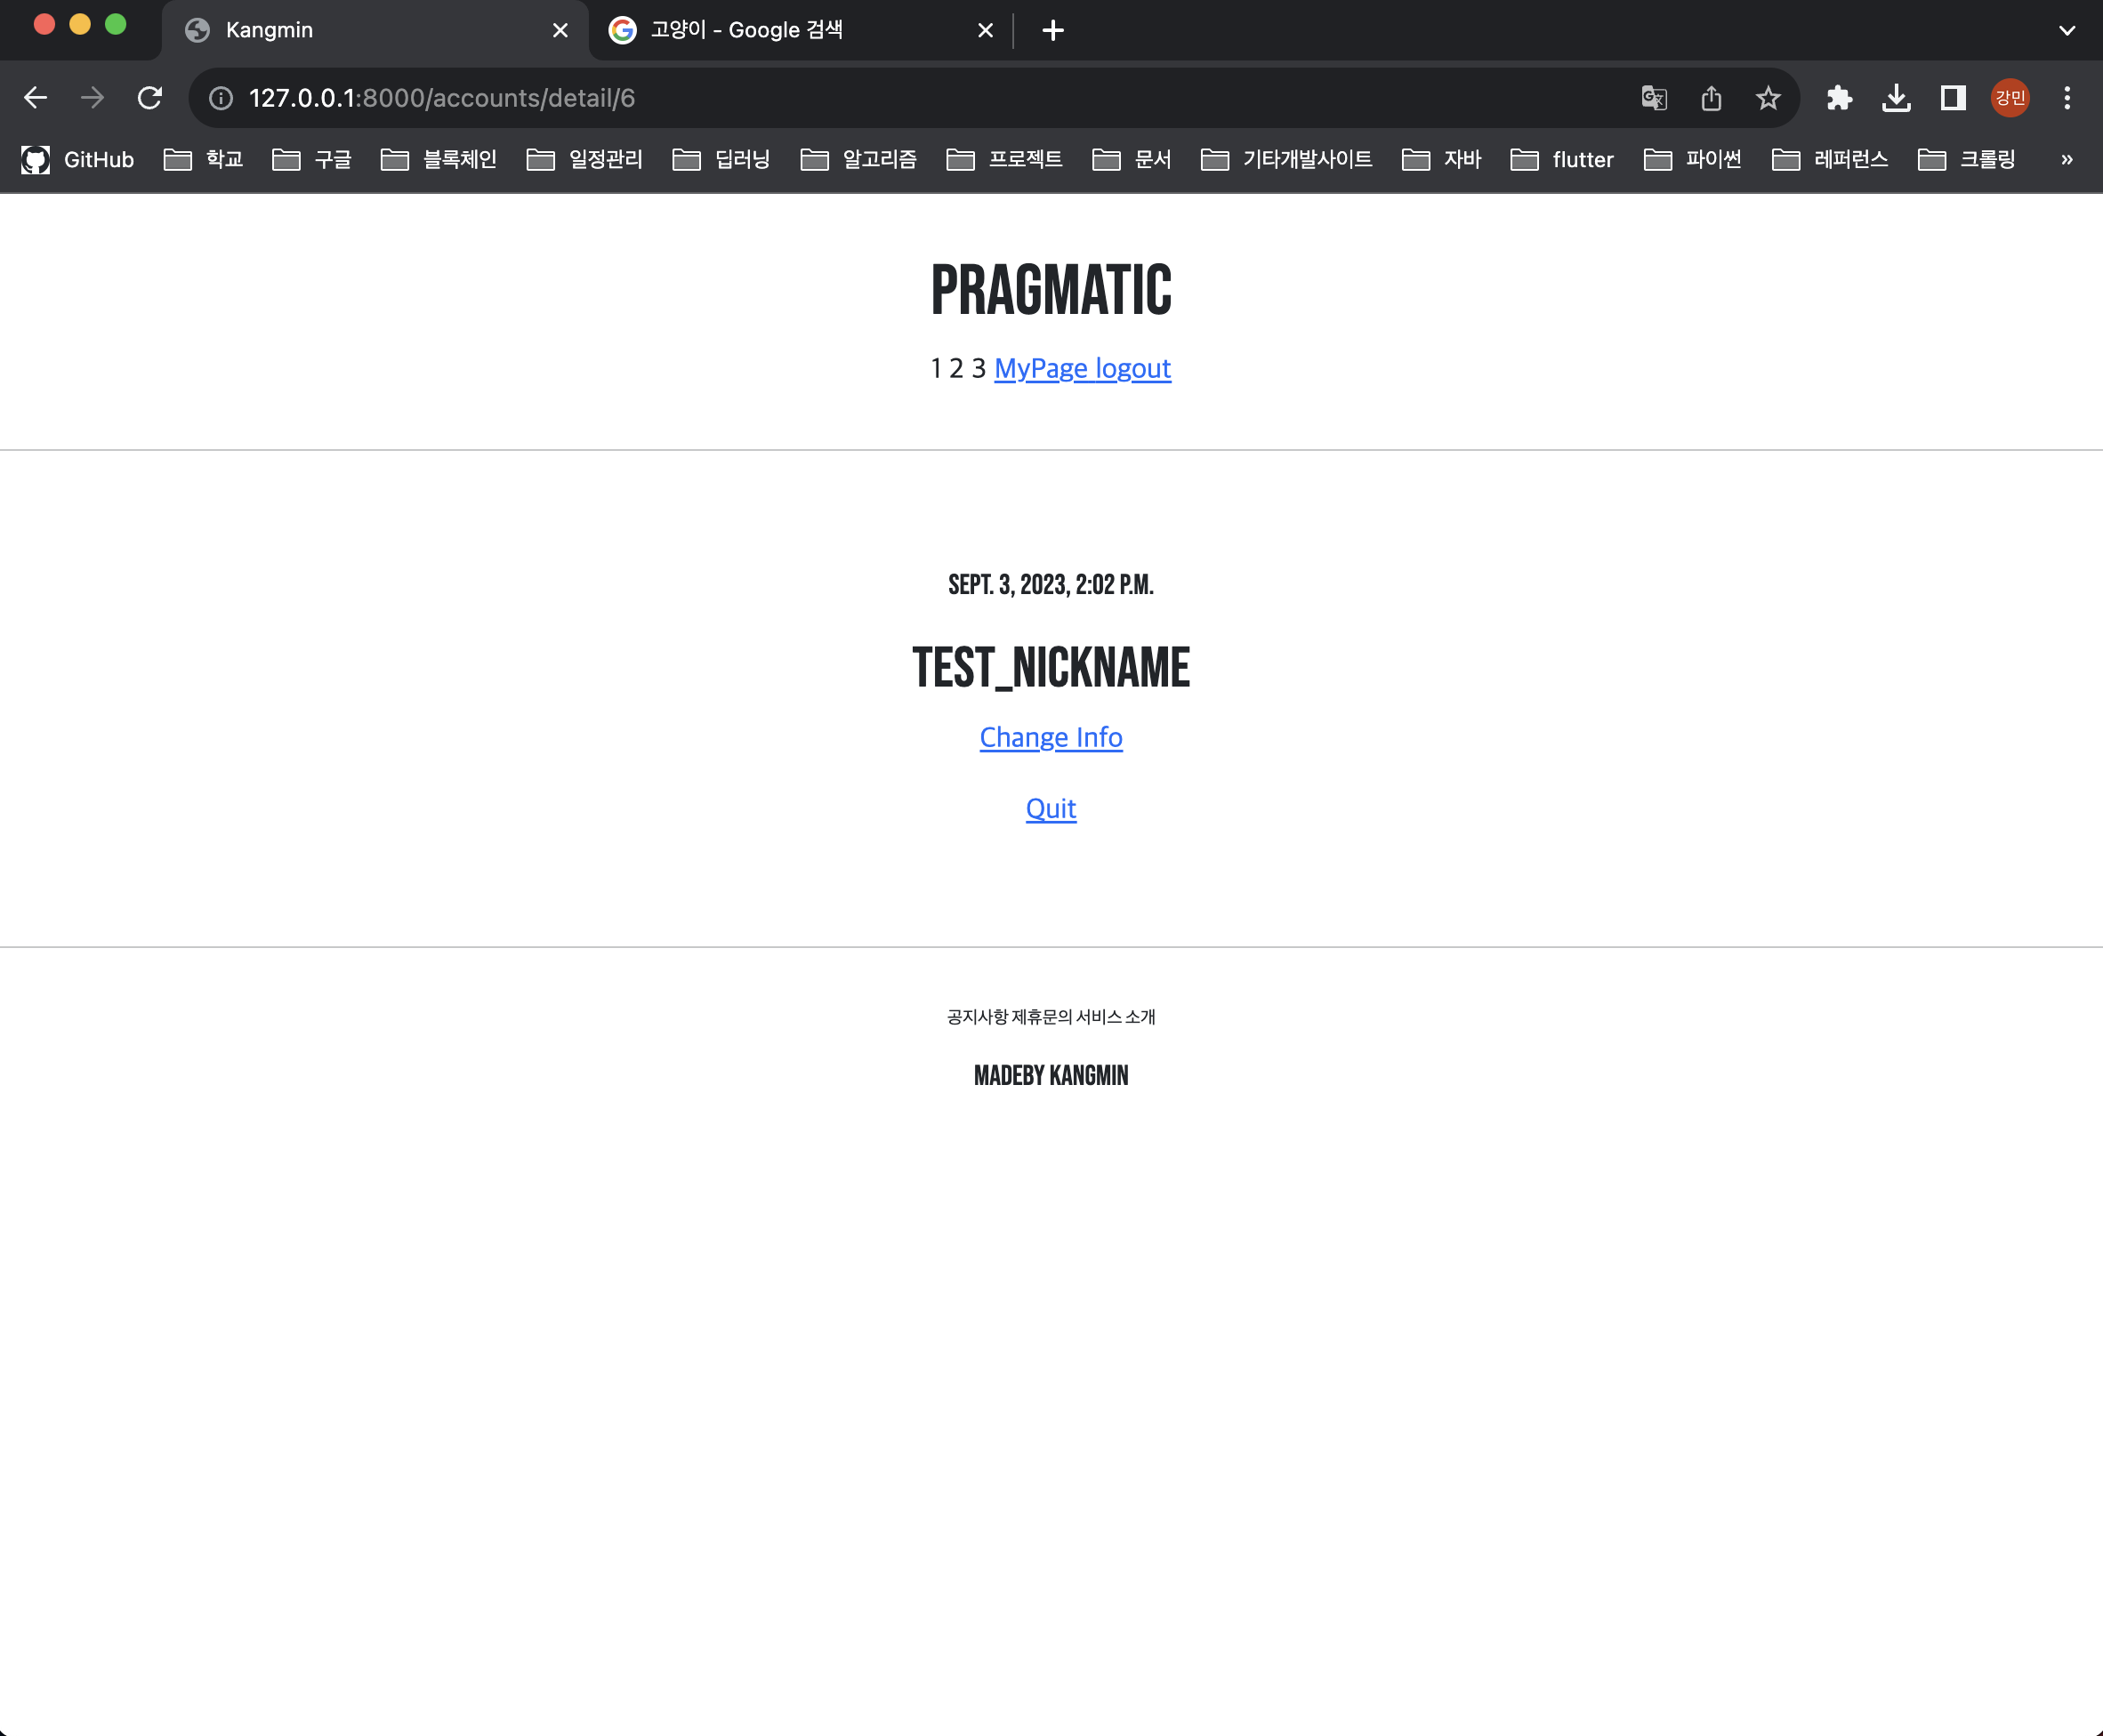 Kangmin
고양이 - Google 검색
127.0.0.1:8000/accounts/detail/6
강민
GitHub 학교 구글 블록체인 일정관리 딥러닝 알고리즘 프로젝트 문서 기타개발사이트 자바 flutter 파이썬 레퍼런스 크롤링 »
PRAGMATIC
1 2 3 MyPage logout
SEPT. 3, 2023, 2:02 P.M.
TEST_NICKNAME
Change Info
Quit
공지사항 제휴문의 서비스 소개
MADEBY KANGMIN